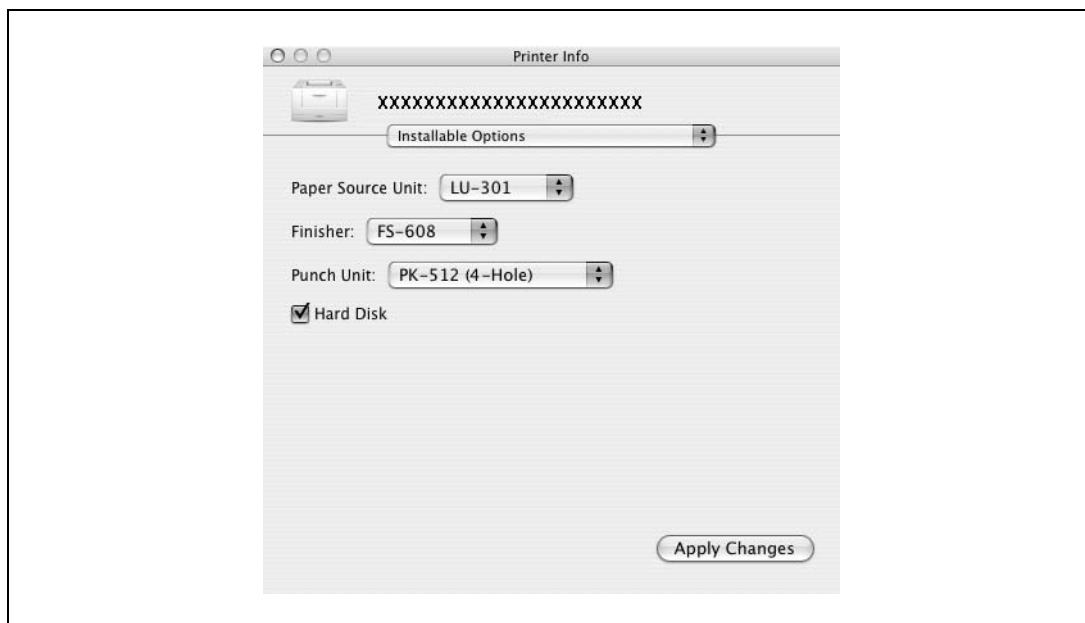 Printer Info
XXXXXXXXXXXXXXXXXXXXXXX
Installable Options
Paper Source Unit: LU-301
Finisher: FS-608
Punch Unit: PK-512 (4-Hole)
Hard Disk
Apply Changes